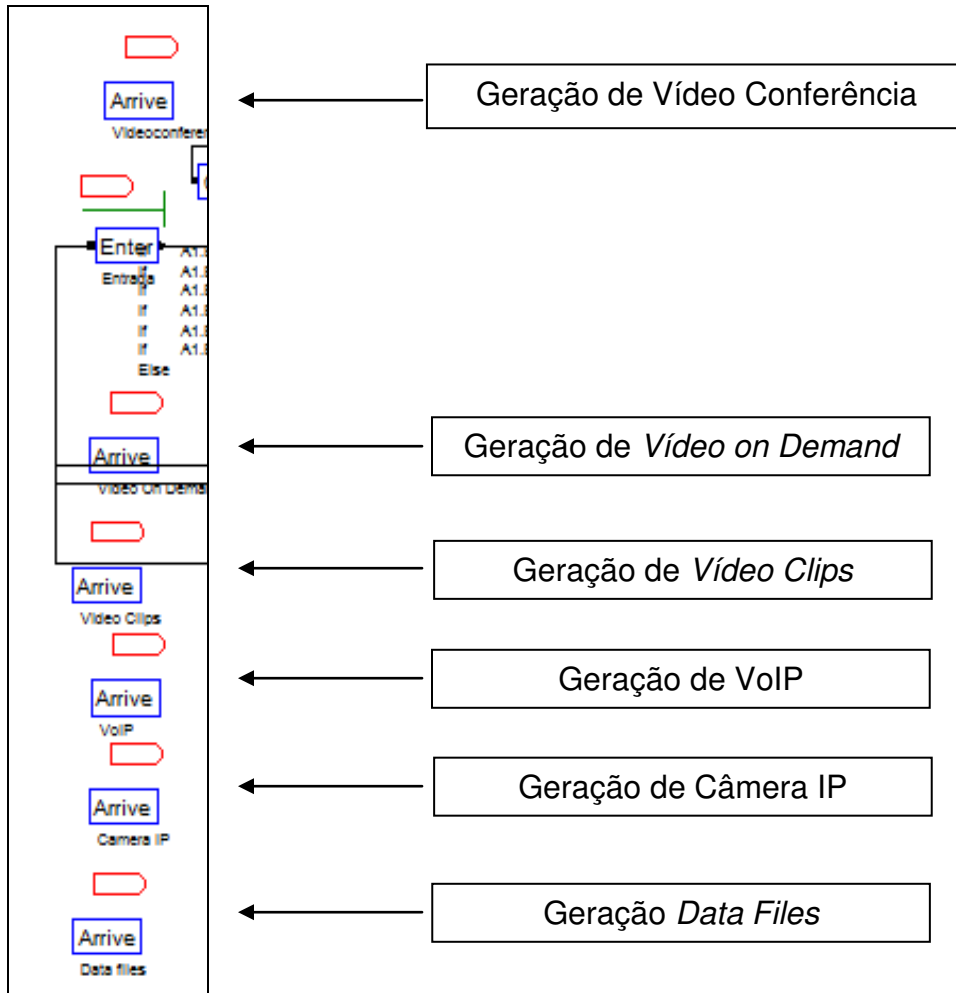 Arrive
Geração de Vídeo Conferência
Enter
Entrada
If
If
If
If
If
Else
Arrive
Geração de Vídeo on Demand
Video On
Arrive
Geração de Vídeo Clips
Video Clips
Arrive
Geração de VoIP
VoIP
Arrive
Geração de Câmera IP
Camera IP
Arrive
Geração Data Files
Data files